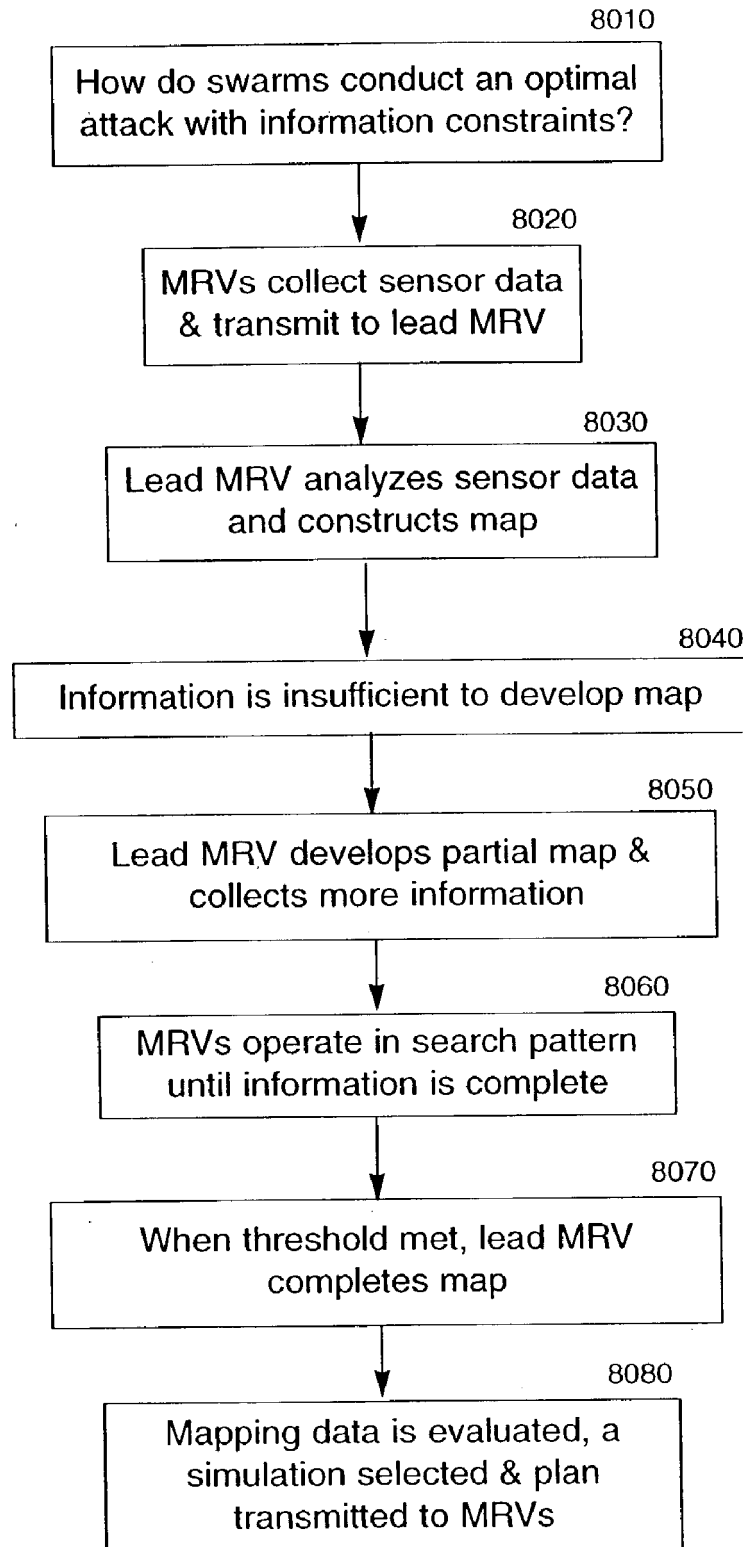 8010
How do swarms conduct an optimal
attack with information constraints?
8020
MRVs collect sensor data
& transmit to lead MRV
8030
Lead MRV analyzes sensor data
and constructs map
8040
Information is insufficient to develop map
8050
Lead MRV develops partial map &
collects more information
8060
MRVs operate in search pattern
until information is complete
8070
When threshold met, lead MRV
completes map
8080
Mapping data is evaluated, a
simulation selected & plan
transmitted to MRVs